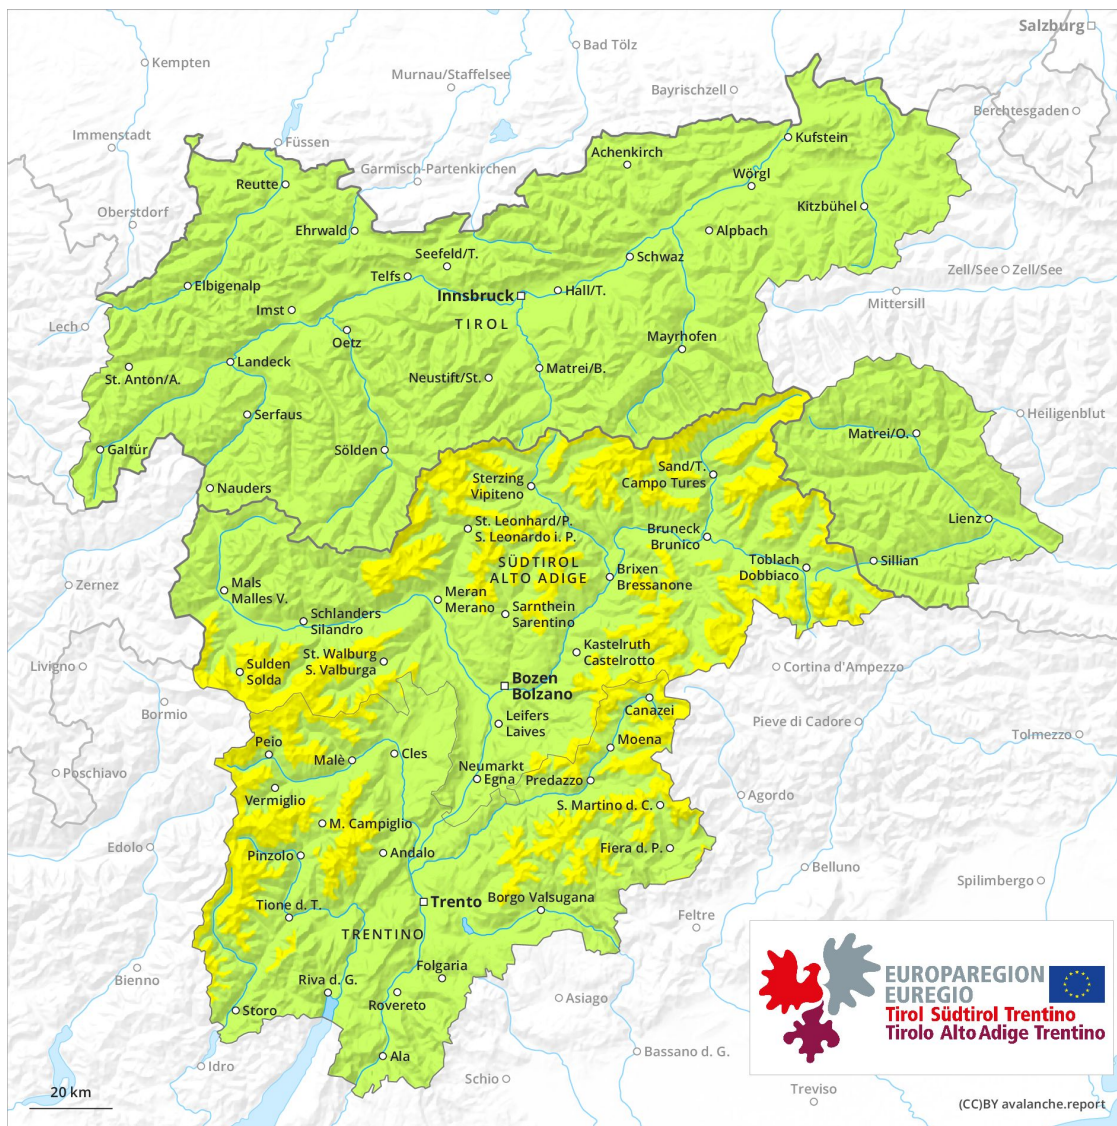 Salzburg
Bad Tölz
Kempten
Murnau/Staffelsee
Bayrischzell
Berchtesgaden
Immenstadt
Füssen
Kufstein
Achenkirch
Garmisch-Partenkirchen
Wörgl
Reutte
Oberstdorf
Kitzbühel
Ehrwald
Alpbach
Seefeld/T.
Schwaz
Telfs
Zell/See
Zell/See
Elbigenalp
Innsbruck
Hall/T.
Mittersill
Imst
TIROL
Lech
Oetz
Mayrhofen
Landeck
Matrei/B.
St. Anton/A.
Neustift/St.
Serfaus
Heiligenblut
Matrei/O.
Galtür
Sölden
Sand/T.
Campo Tures
Sterzing
Vipiteno
Nauders
Lienz
St. Leonhard/P.
S. Leonardo i. P.
Bruneck
Brunico
SÜDTIROL
ALTO ADIGE
Toblach
Dobbiaco
Sillian
Brixen
Bressanone
Zernez
Mals
Malles V.
Meran
Merano
Sarnthein
Sarentino
Schlanders
Silandro
Kastelruth
Castelrotto
St. Walburg
S. Valburga
Livigno
Sulden
Solda
Cortina d'Ampezzo
Bozen
Bolzano
Bormio
Canazei
Leifers
Laives
Pieve di Cadore
Tolmezzo
Peio
Moena
Cles
Malè
Poschiavo
Neumarkt
Egna
Predazzo
Vermiglio
Agordo
S. Martino d. C.
M. Campiglio
Edolo
Pinzolo
Andalo
Fiera d. P.
Belluno
Spilimbergo
Trento
Borgo Valsugana
Tione d. T.
Feltre
TRENTINO
Folgaria
Bienno
Riva d. G.
Rovereto
Asiago
Storo
EUROPAREGION
EUREGIO
Tirol Südtirol Trentino
Tirolo Alto Adige Trentino
Ala
Bassano d. G.
Idro
Schio
20 km
Treviso
(CC)BY avalanche.report